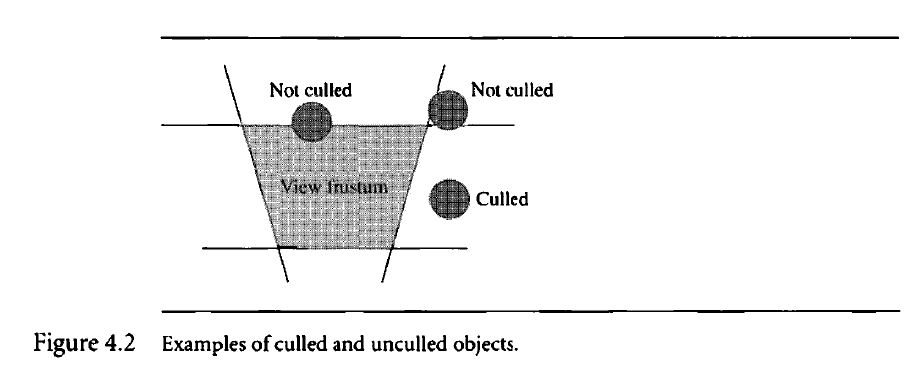 Not culled
Not culled
View frustum
Culled
Figure 4.2 Examples of culled and unculled objects.